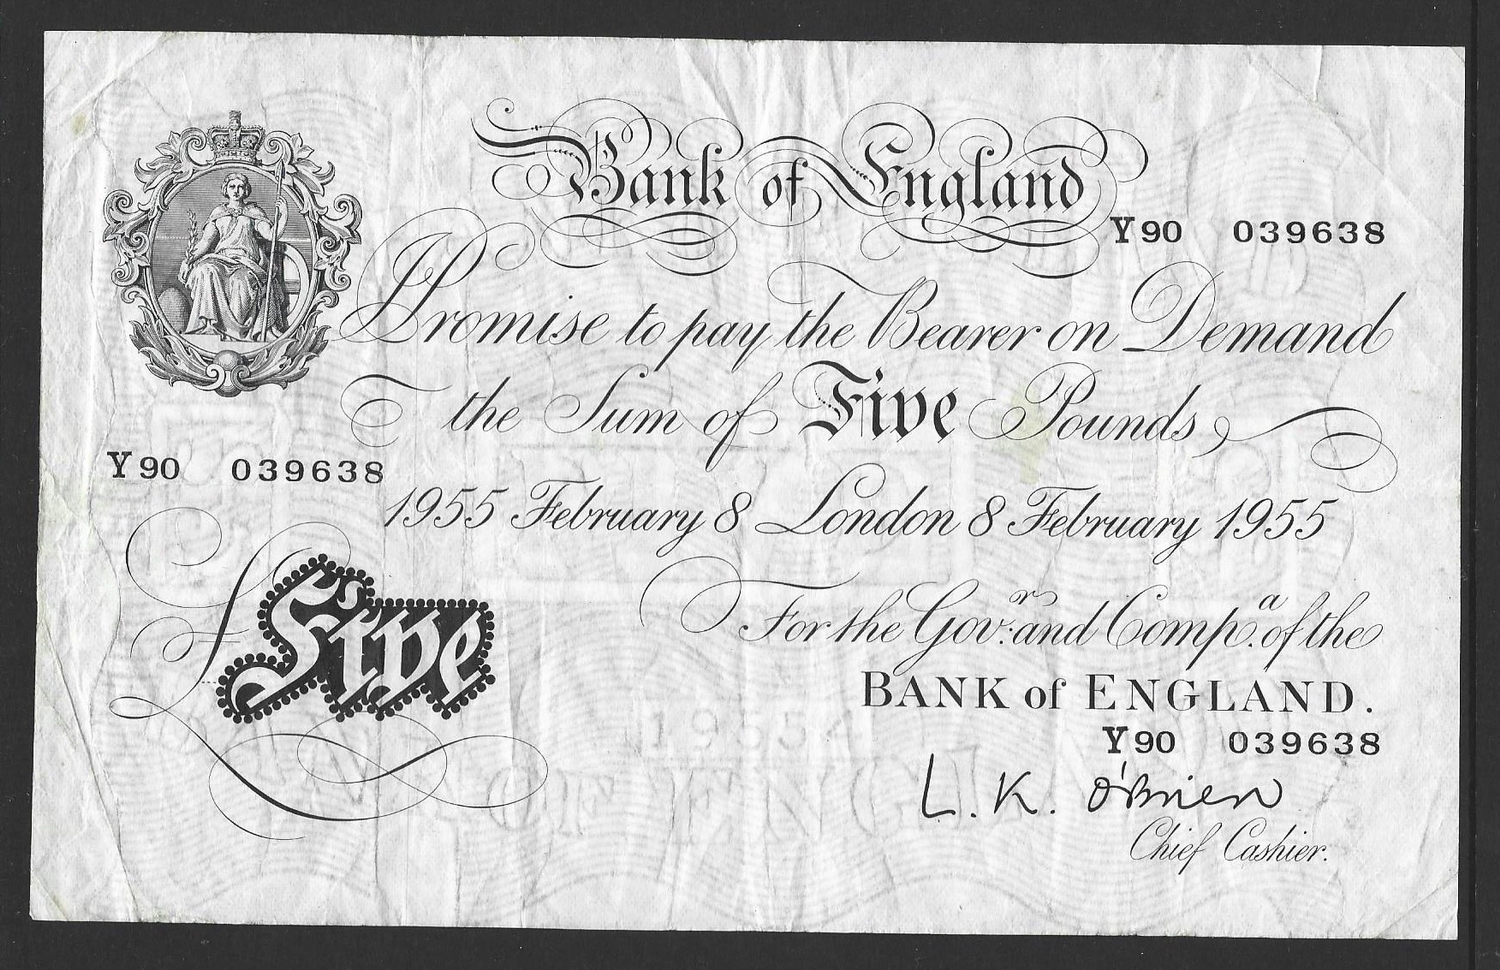 Bank of England
Y90 039638
I Promise to pay the Bearer on Demand
the Sum of Five Pounds
Y90 039638
1955 February 8 London 8 February 1955
For the Govr. and Compa. of the
BANK of ENGLAND.
Y90 039638
£Five
L. K. O'Brien
Chief Cashier.